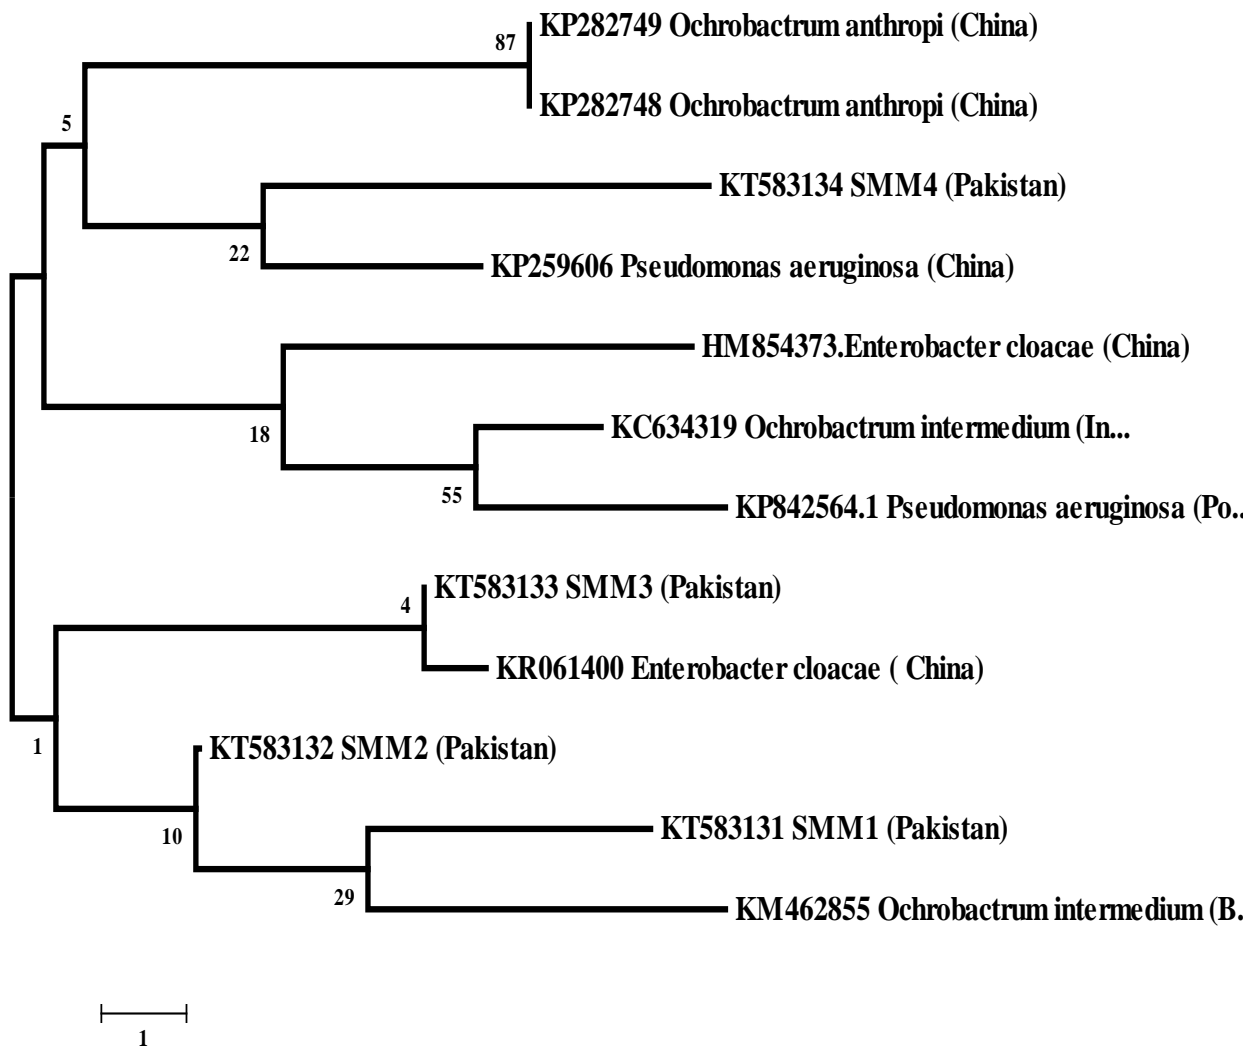 KP282749 Ochrobactrum anthropi (China)
87
KP282748 Ochrobactrum anthropi (China)
5
KT583134 SMM4 (Pakistan)
22
KP259606 Pseudomonas aeruginosa (China)
HM854373.Enterobacter cloacae (China)
18
KC634319 Ochrobactrum intermedium (In...
55
KP842564.1 Pseudomonas aeruginosa (Po..
KT583133 SMM3 (Pakistan)
4
KR061400 Enterobacter cloacae ( China)
1
KT583132 SMM2 (Pakistan)
10
KT583131 SMM1 (Pakistan)
29
KM462855 Ochrobactrum intermedium (B.
1